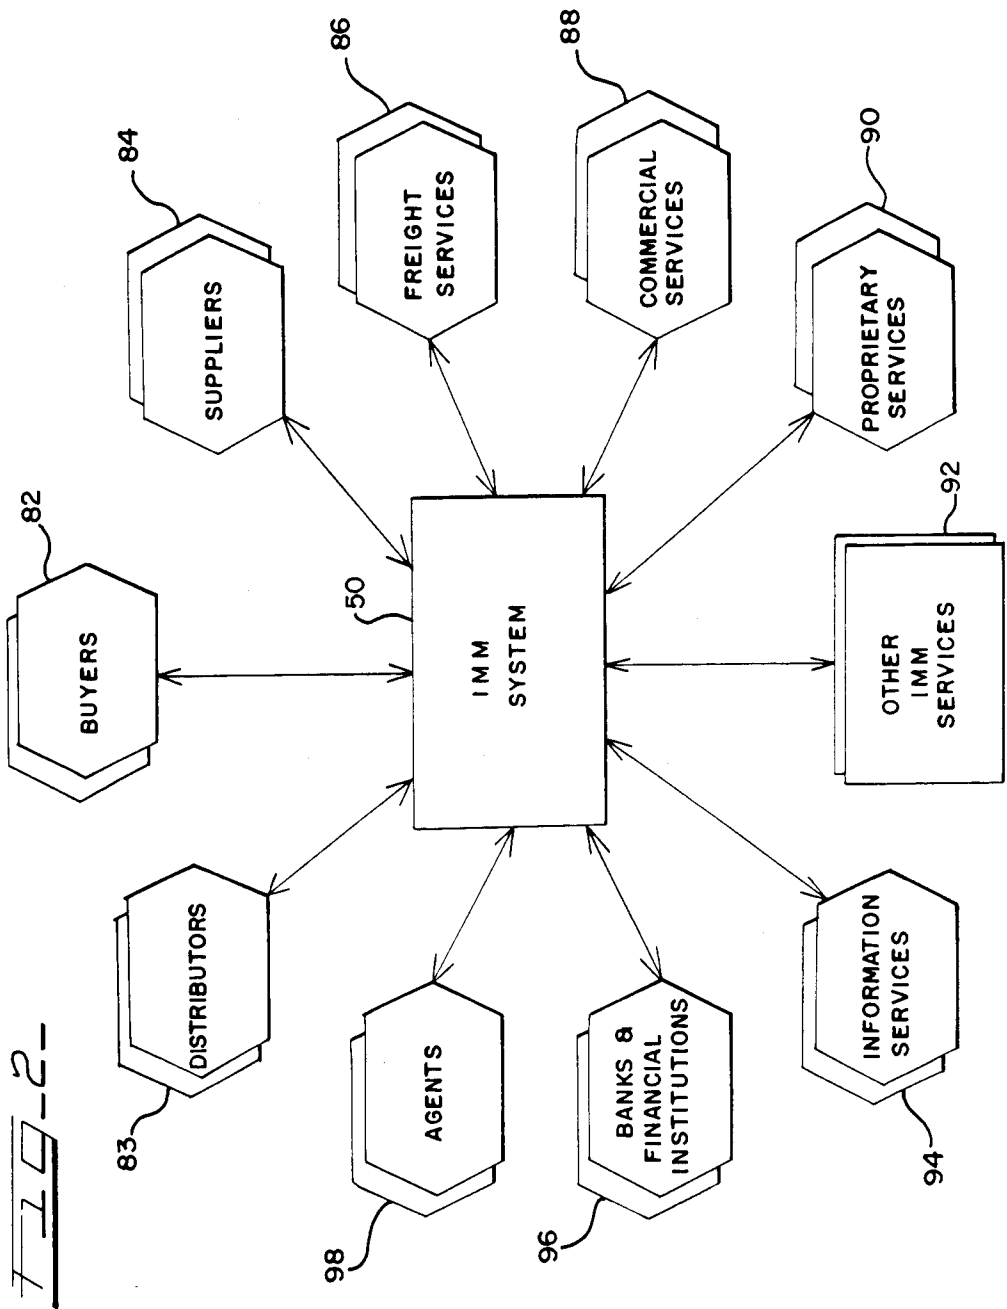 FIG-2-
82
BUYERS
84
SUPPLIERS
86
FREIGHT
SERVICES
88
COMMERCIAL
SERVICES
90
PROPRIETARY
SERVICES
92
OTHER
IMM
SERVICES
94
INFORMATION
SERVICES
96
BANKS &
FINANCIAL
INSTITUTIONS
98
AGENTS
83
DISTRIBUTORS
50
IMM
SYSTEM